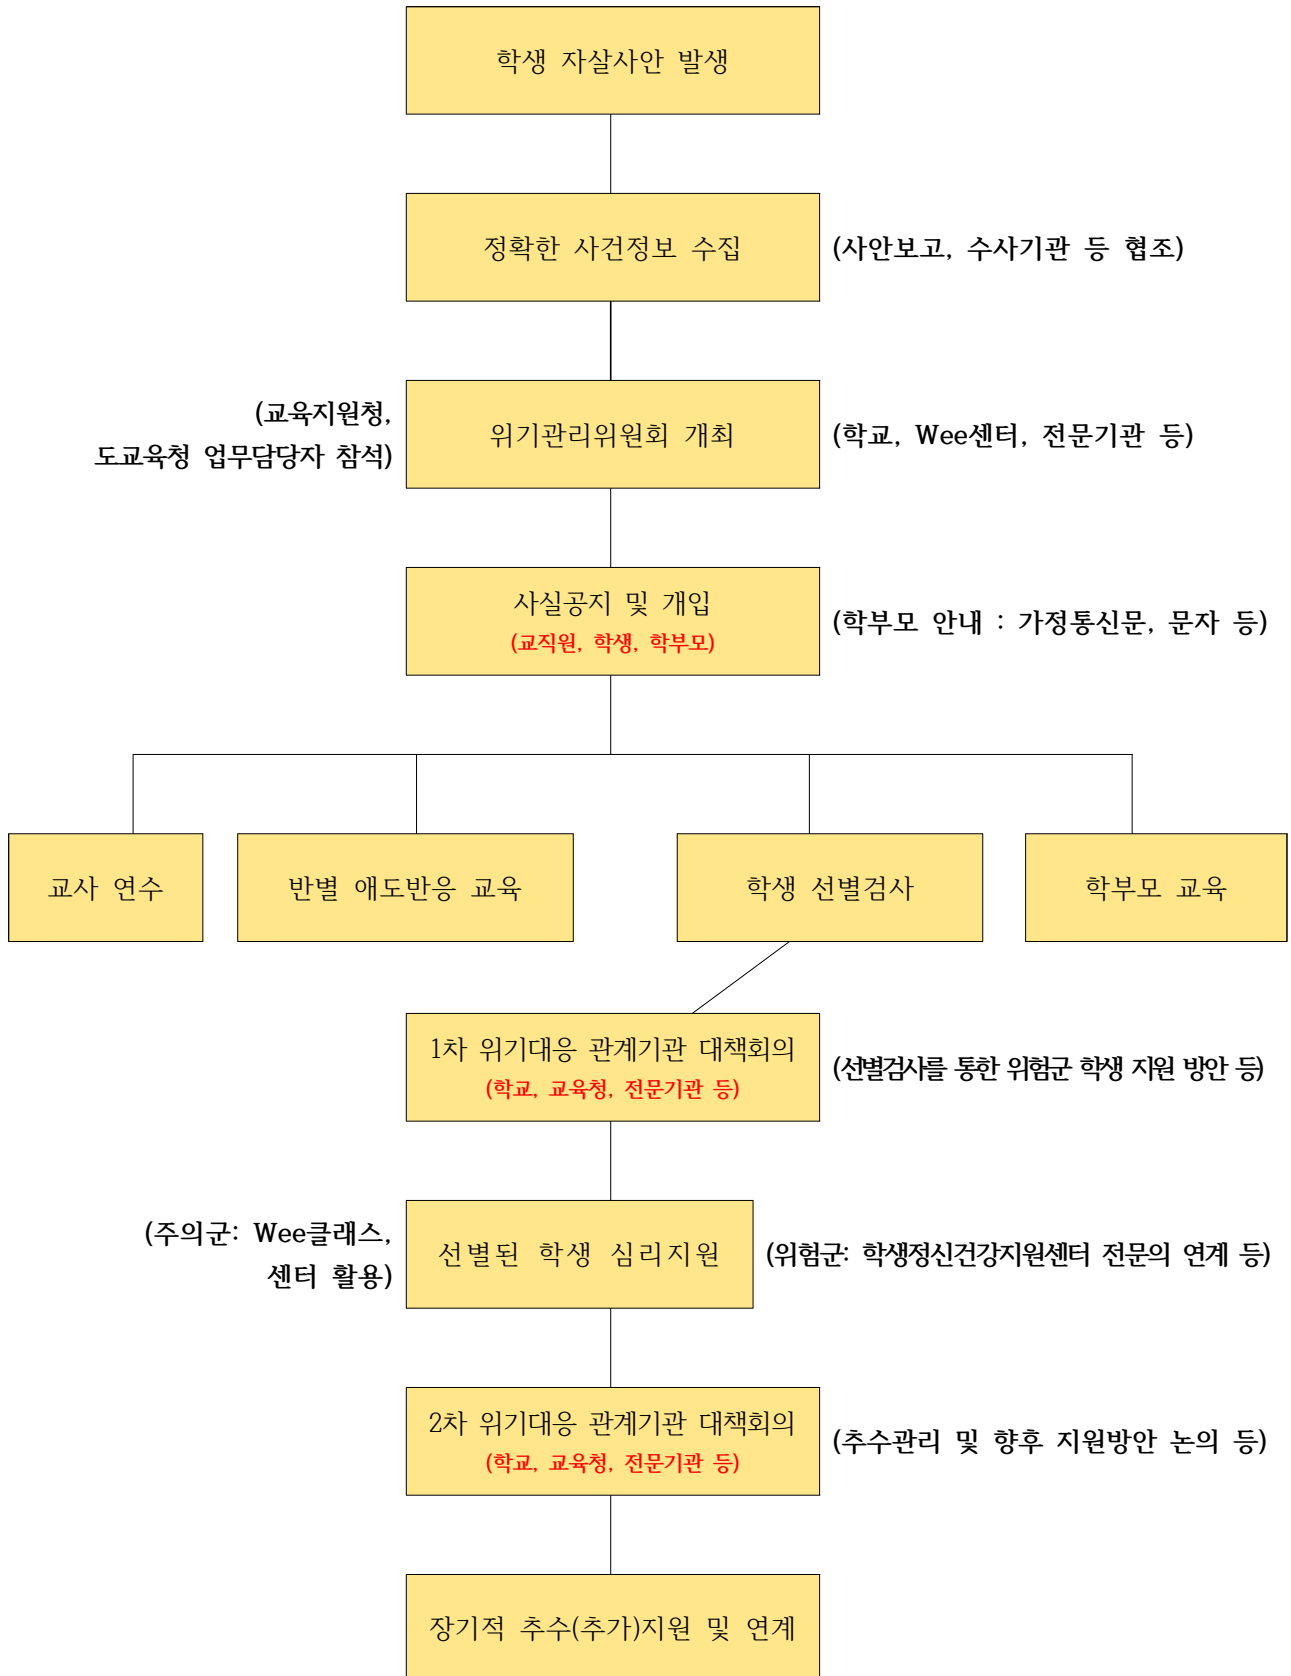 학생 자살사안 발생
정확한 사건정보 수집
(사안보고, 수사기관 등 협조)
(교육지원청,
도교육청 업무담당자 참석)
위기관리위원회 개최
(학교, Wee센터, 전문기관 등)
사실공지 및 개입
(교직원, 학생, 학부모)
(학부모 안내 : 가정통신문, 문자 등)
교사 연수
반별 애도반응 교육
학생 선별검사
학부모 교육
1차 위기대응 관계기관 대책회의
(학교, 교육청, 전문기관 등)
(선별검사를 통한 위험군 학생 지원 방안 등)
(주의군: Wee클래스,
센터 활용)
선별된 학생 심리지원
(위험군: 학생정신건강지원센터 전문의 연계 등)
2차 위기대응 관계기관 대책회의
(학교, 교육청, 전문기관 등)
(추수관리 및 향후 지원방안 논의 등)
장기적 추수(추가)지원 및 연계